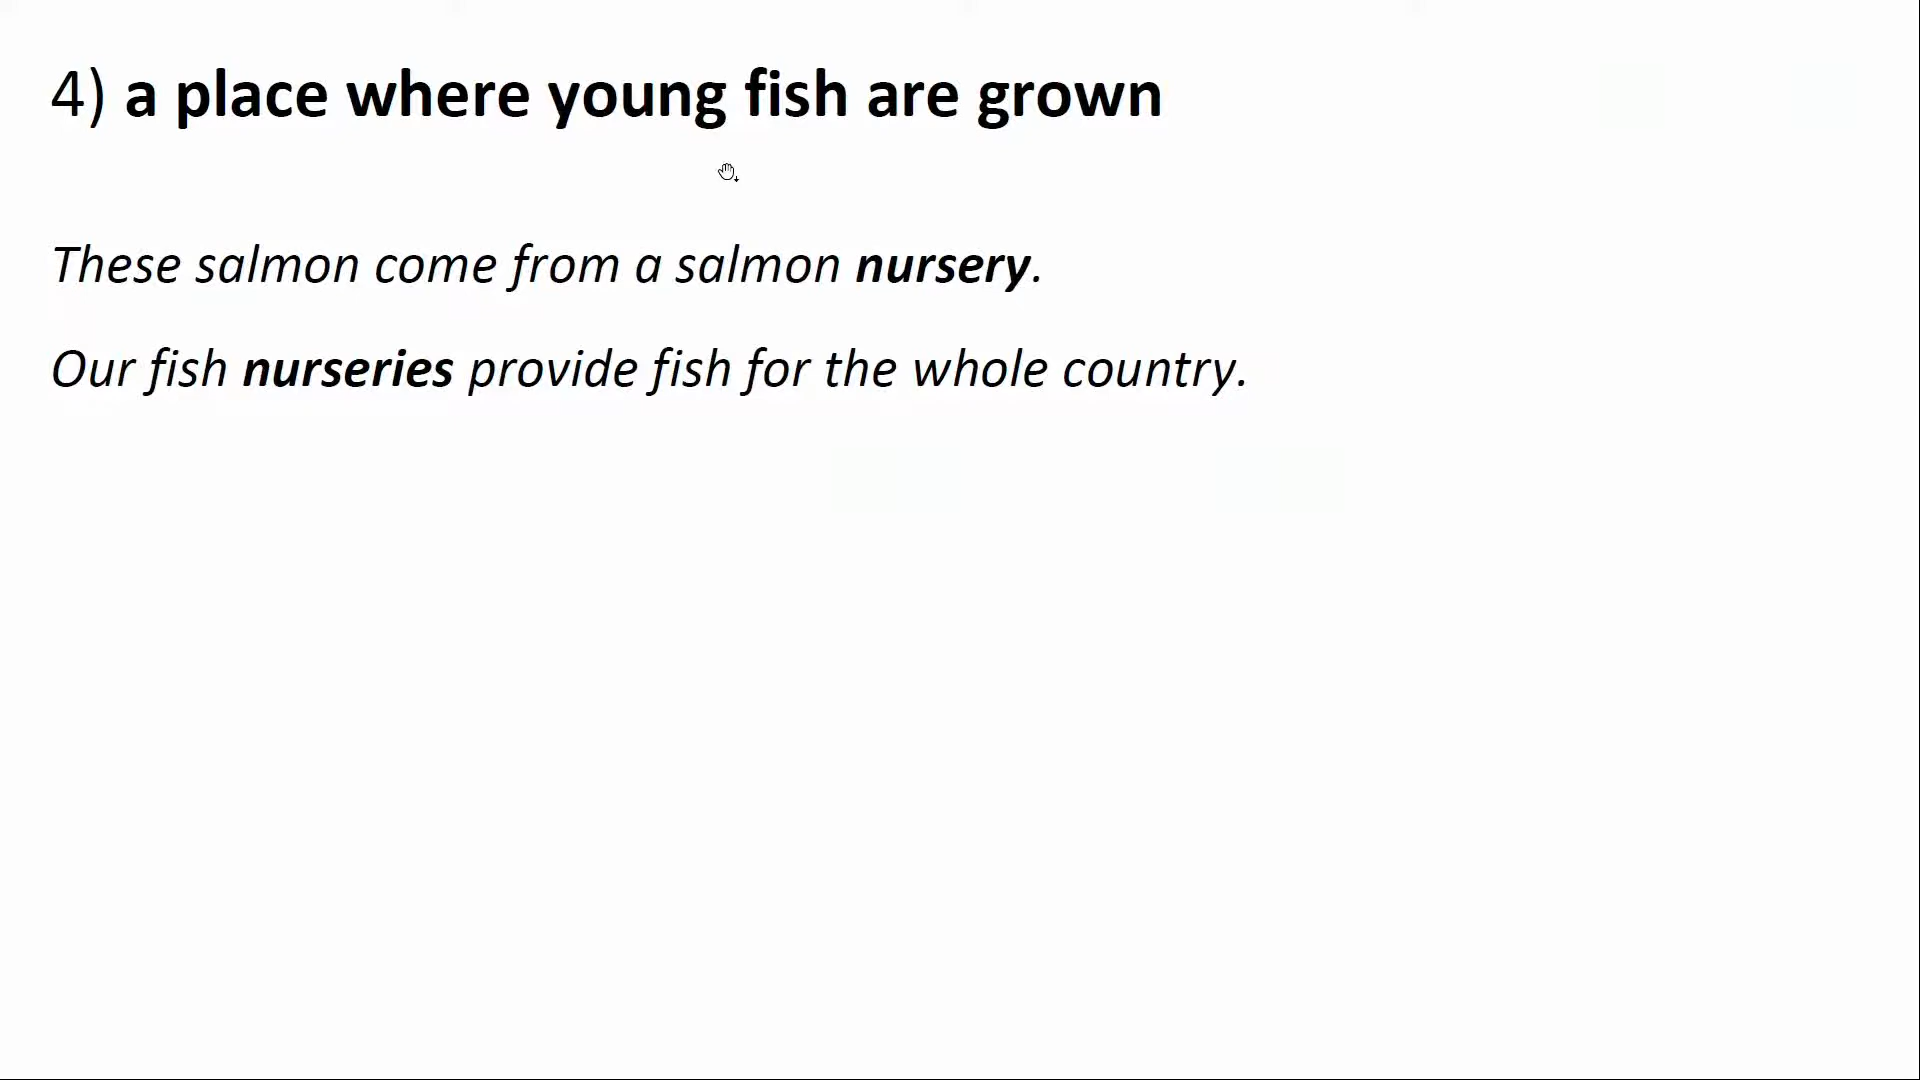 4) a place where young fish are grown
These salmon come from a salmon nursery.
Our fish nurseries provide fish for the whole country.